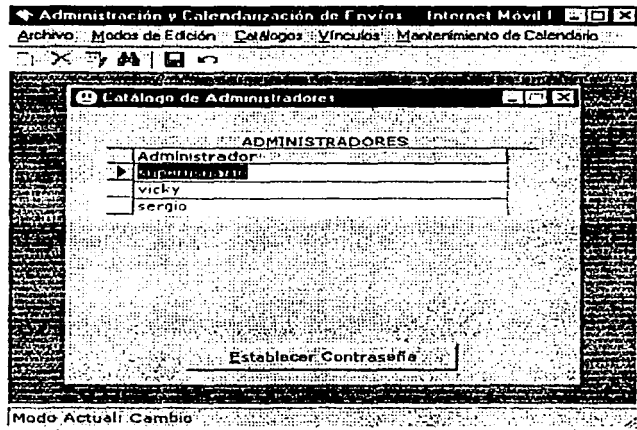 Administración y Calendarización de Envíos Internet Móvil
Archivo Modos de Edición Catálogos Vínculos Mantenimiento de Calendario
Catálogo de Administradores
ADMINISTRADORES
Administrador
vicky
sergio
Establecer Contraseña
Modo Actual: Cambio